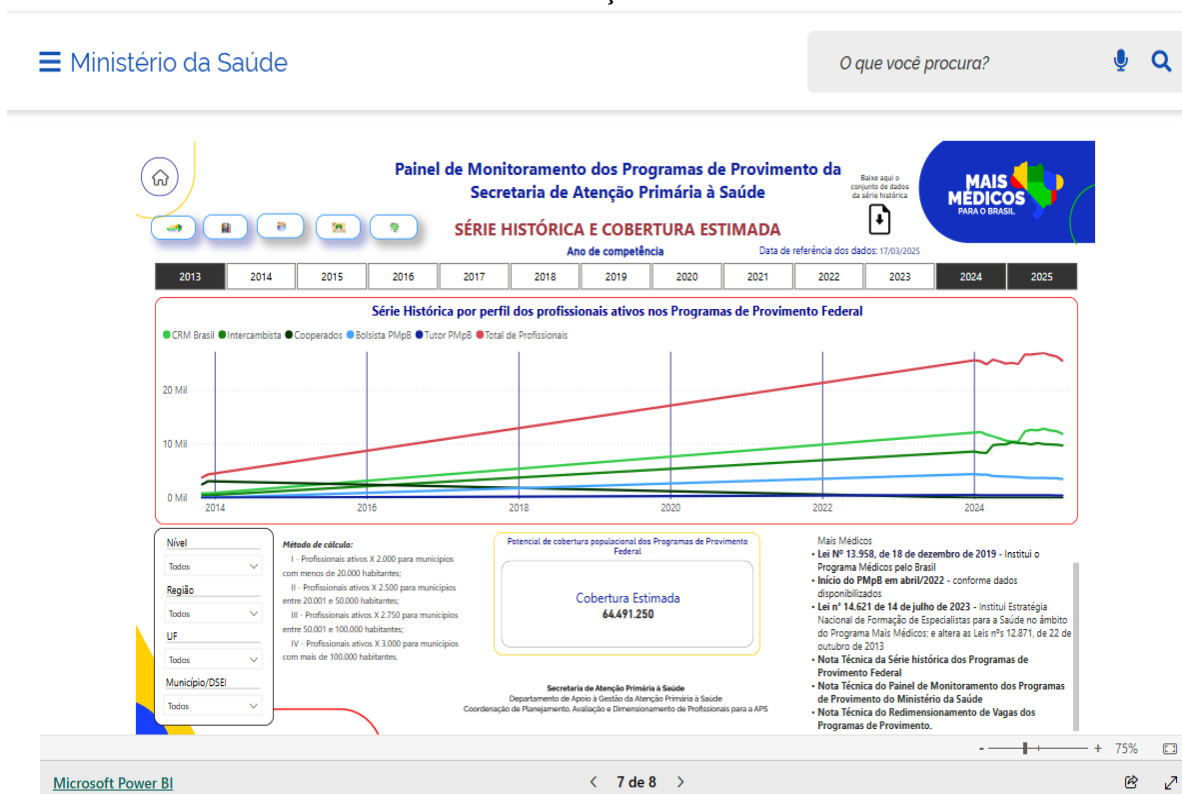 Ministério da Saúde
O que você procura?
Painel de Monitoramento dos Programas de Provimento da
Secretaria de Atenção Primária à Saúde
Baixe aqui o
conjunto de dados
da série histórica
MAIS
MÉDICOS
PARA O BRASIL
SÉRIE HISTÓRICA E COBERTURA ESTIMADA
Ano de competência
Data de referência dos dados: 17/03/2025
2013 2014 2015 2016 2017 2018 2019 2020 2021 2022 2023 2024 2025
Série Histórica por perfil dos profissionais ativos nos Programas de Provimento Federal
CRM Brasil Intercambista Cooperados Bolsista PMpB Tutor PMpB Total de Profissionais
20 Mil
10 Mil
0 Mil
2014 2016 2018 2020 2022 2024
Nível
Todos
Região
Todos
UF
Todos
Município/DSEI
Todos
Método de cálculo:
I - Profissionais ativos X 2.000 para municípios
com menos de 20.000 habitantes;
II - Profissionais ativos X 2.500 para municípios
entre 20.001 e 50.000 habitantes;
III - Profissionais ativos X 2.750 para municípios
entre 50.001 e 100.000 habitantes;
IV - Profissionais ativos X 3.000 para municípios
com mais de 100.000 habitantes.
Potencial de cobertura populacional dos Programas de Provimento
Federal
Cobertura Estimada
64.491.250
Secretaria de Atenção Primária à Saúde
Departamento de Apoio à Gestão da Atenção Primária à Saúde
Coordenação de Planejamento, Avaliação e Dimensionamento de Profissionais para a APS
Mais Médicos
• Lei Nº 13.958, de 18 de dezembro de 2019 - Institui o
Programa Médicos pelo Brasil
• Início do PMpB em abril/2022 - conforme dados
disponibilizados
• Lei n° 14.621 de 14 de julho de 2023 - Institui Estratégia
Nacional de Formação de Especialistas para a Saúde no âmbito
do Programa Mais Médicos; e altera as Leis nºs 12.871, de 22 de
outubro de 2013
• Nota Técnica da Série histórica dos Programas de
Provimento Federal
• Nota Técnica do Painel de Monitoramento dos Programas
de Provimento do Ministério da Saúde
• Nota Técnica do Redimensionamento de Vagas dos
Programas de Provimento.
- + 75%
Microsoft Power BI
< 7 de 8 >